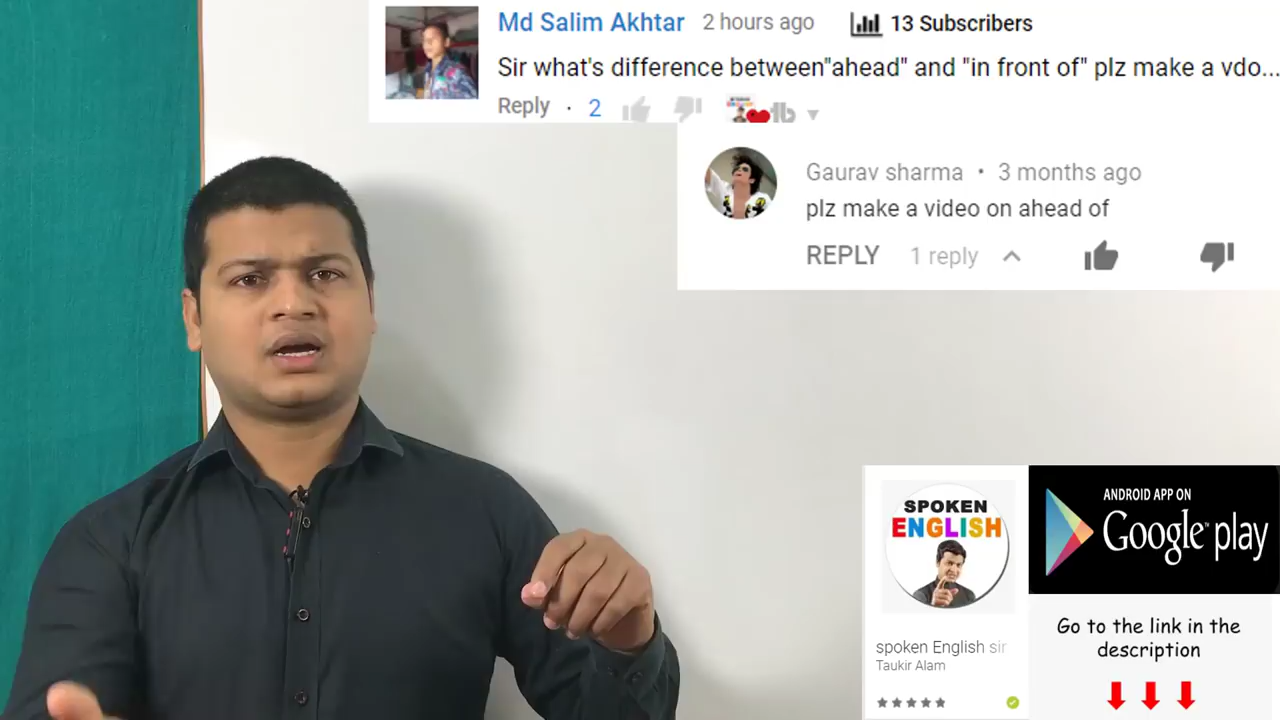 Md Salim Akhtar 2 hours ago 13 Subscribers
Sir what's difference between"ahead" and "in front of" plz make a vdo...
Reply · 2
Gaurav sharma • 3 months ago
plz make a video on ahead of
REPLY 1 reply
SPOKEN
ENGLISH
spoken English sir
Taukir Alam
ANDROID APP ON
Google play
Go to the link in the
description